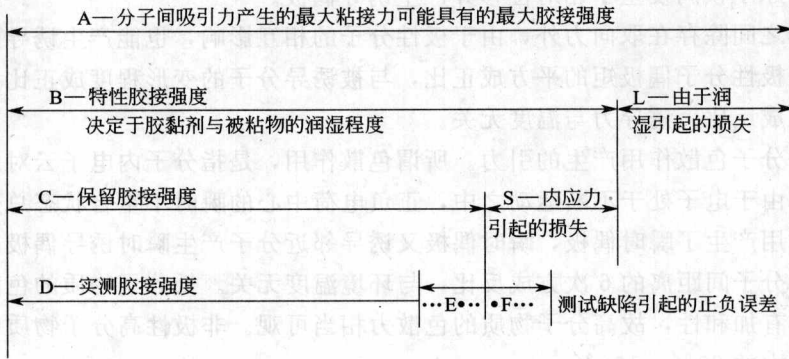 A—分子间吸引力产生的最大粘接力可能具有的最大胶接强度
B—特性胶接强度
决定于胶黏剂与被粘物的润湿程度
L—由于润
湿引起的损失
C—保留胶接强度
S—内应力
引起的损失
D—实测胶接强度
…E•…
•F…
测试缺陷引起的正负误差